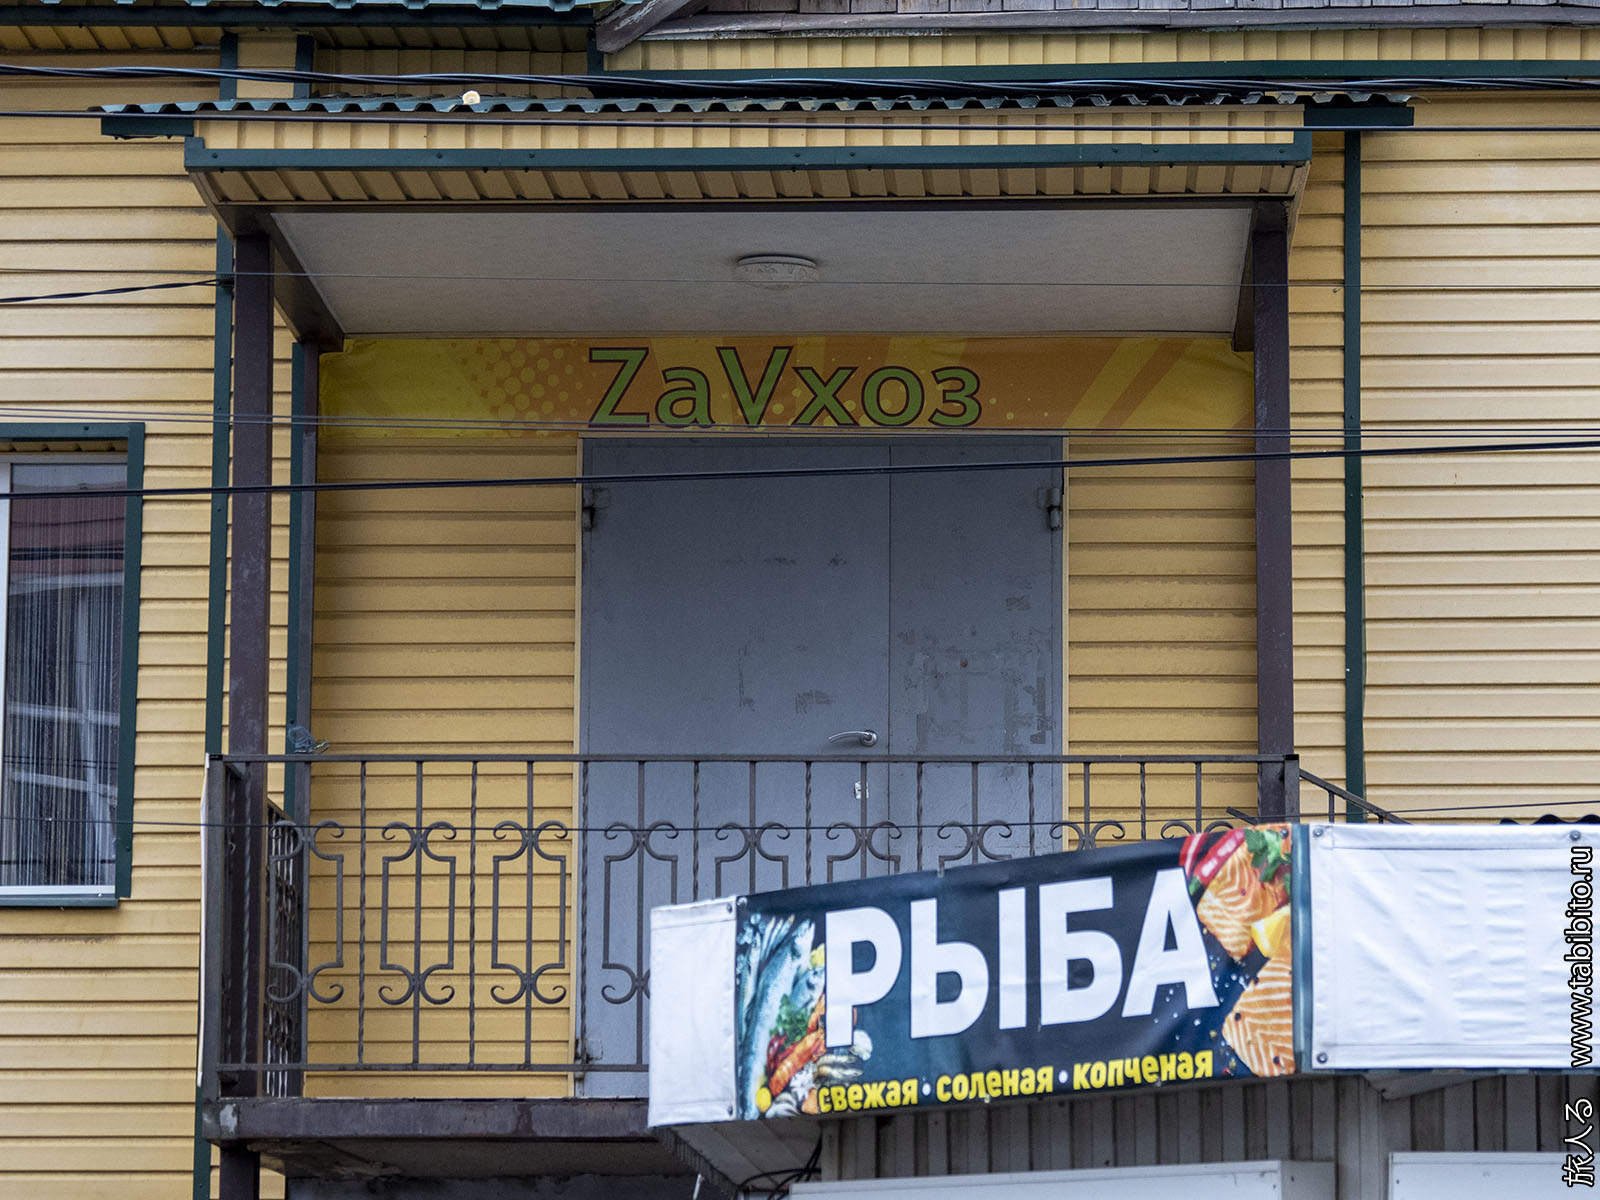 ZaVхоз
РЫБА
свежая • соленая • копченая
旅人る www.tabibito.ru